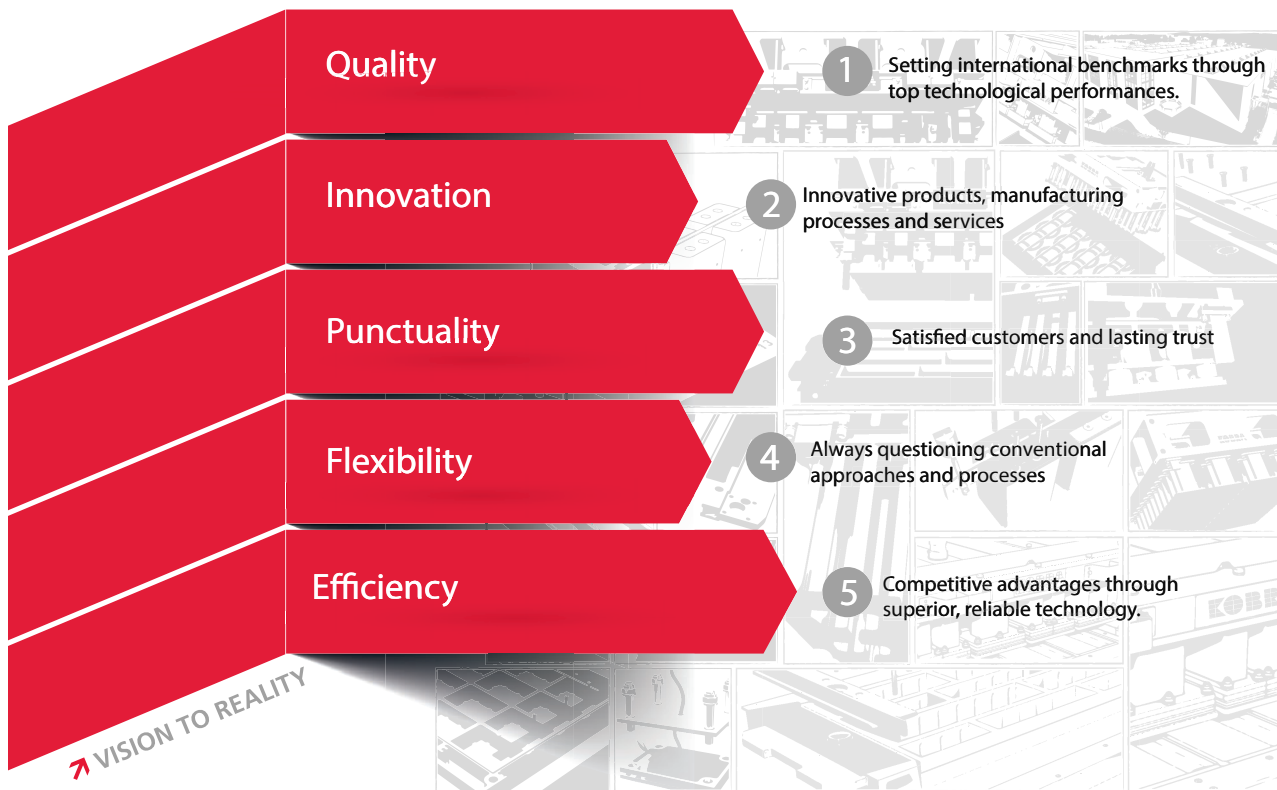 Quality
1
Setting international benchmarks through
top technological performances.
Innovation
2
Innovative products, manufacturing
processes and services
Punctuality
3
Satisfied customers and lasting trust
Flexibility
4
Always questioning conventional
approaches and processes
Efficiency
5
Competitive advantages through
superior, reliable technology.
VISION TO REALITY